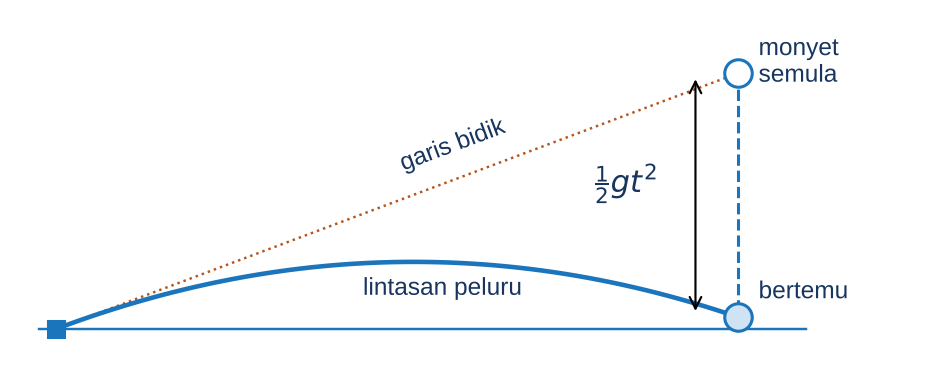 monyet
semula
garis bidik
½gt²
lintasan peluru
bertemu